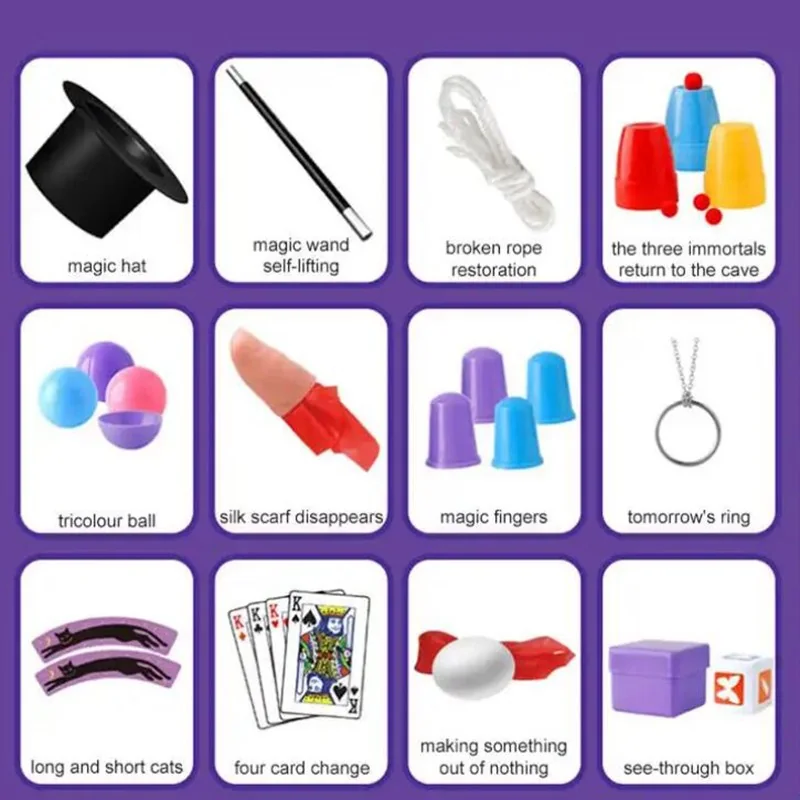 magic hat
magic wand
self-lifting
broken rope
restoration
the three immortals
return to the cave
tricolour ball
silk scarf disappears
magic fingers
tomorrow's ring
long and short cats
K
K
K
K
four card change
making something
out of nothing
see-through box